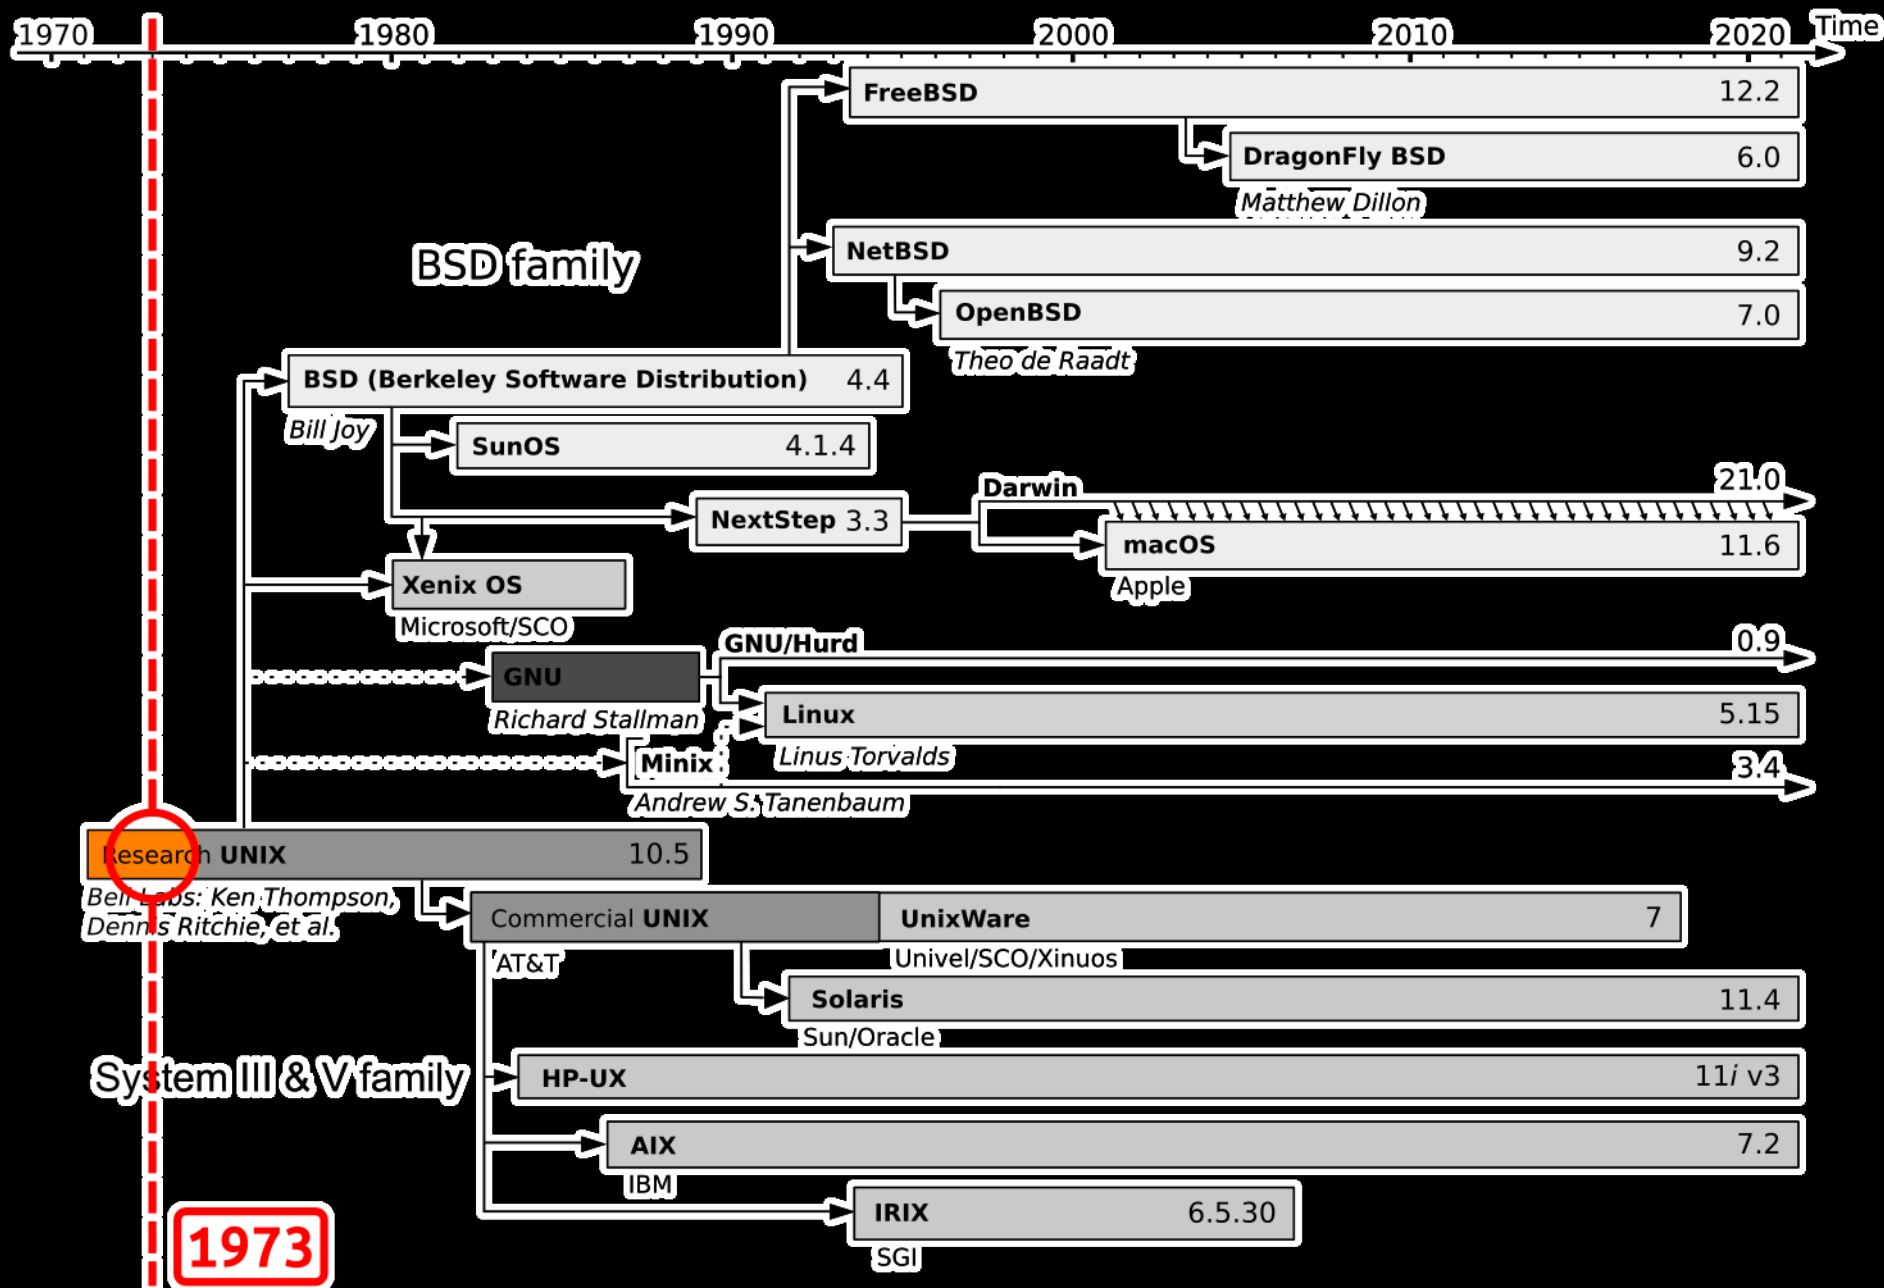 1970 1980 1990 2000 2010 2020 Time
FreeBSD 12.2
DragonFly BSD 6.0
Matthew Dillon
BSD family
NetBSD 9.2
OpenBSD 7.0
Theo de Raadt
BSD (Berkeley Software Distribution) 4.4
Bill Joy
SunOS 4.1.4
Darwin 21.0
NextStep 3.3
macOS 11.6
Apple
Xenix OS
Microsoft/SCO
GNU/Hurd 0.9
GNU
Richard Stallman
Linux 5.15
Linus Torvalds
Minix 3.4
Andrew S. Tanenbaum
Research UNIX 10.5
Bell Labs: Ken Thompson,
Dennis Ritchie, et al.
Commercial UNIX
AT&T
UnixWare 7
Univel/SCO/Xinuos
Solaris 11.4
Sun/Oracle
System III & V family
HP-UX 11i v3
AIX 7.2
IBM
IRIX 6.5.30
SGI
1973